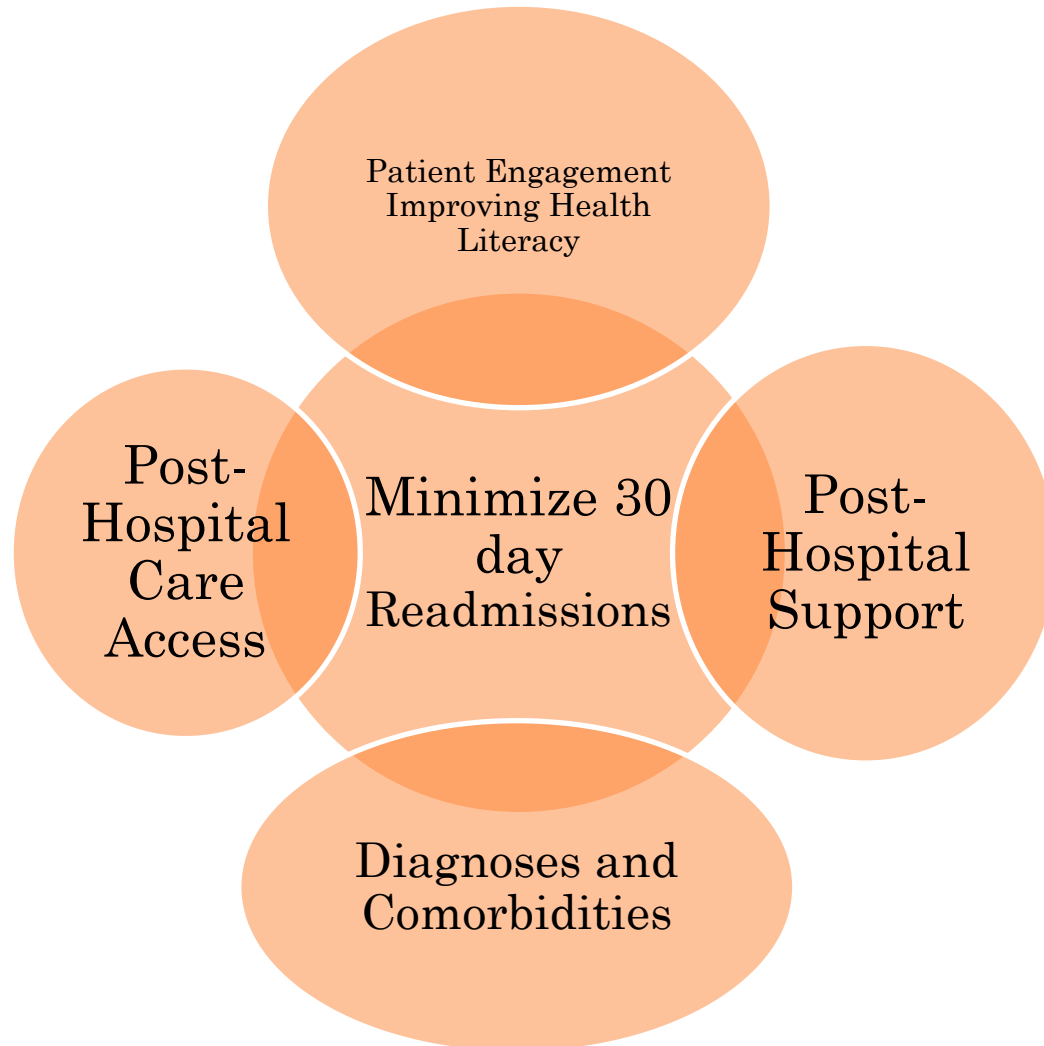 Patient Engagement
Improving Health
Literacy
Post-
Hospital
Care
Access
Minimize 30
day
Readmissions
Post-
Hospital
Support
Diagnoses and
Comorbidities